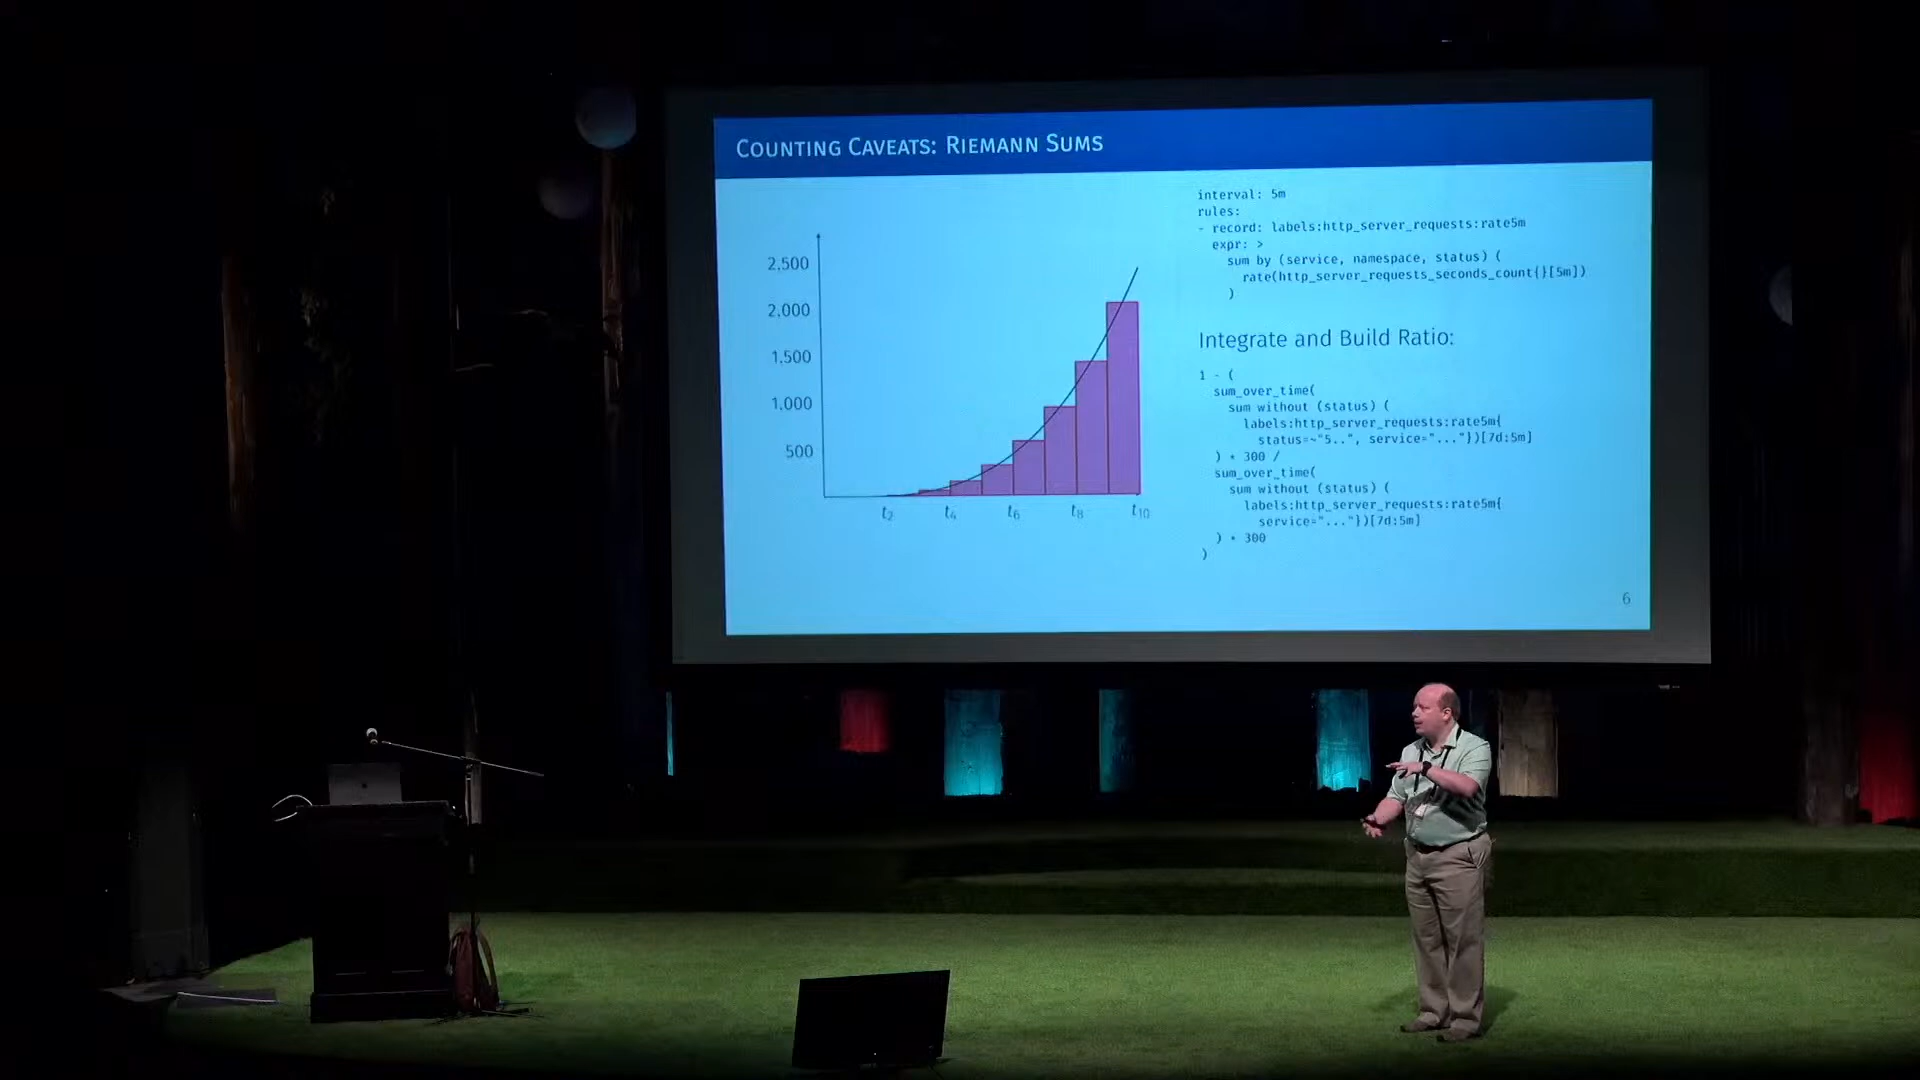 COUNTING CAVEATS: RIEMANN SUMS
2,500
2,000
1,500
1,000
500
t2
t4
t6
t8
t10
interval: 5m
rules:
- record: labels:http_server_requests:rate5m
expr: >
sum by (service, namespace, status) (
rate(http_server_requests_seconds_count{}[5m])
)
Integrate and Build Ratio:
1 - (
sum_over_time(
sum without (status) (
labels:http_server_requests:rate5m{
status=~"5..", service="..."})[7d:5m]
) * 300 /
sum_over_time(
sum without (status) (
labels:http_server_requests:rate5m{
service="..."})[7d:5m]
) * 300
)
6